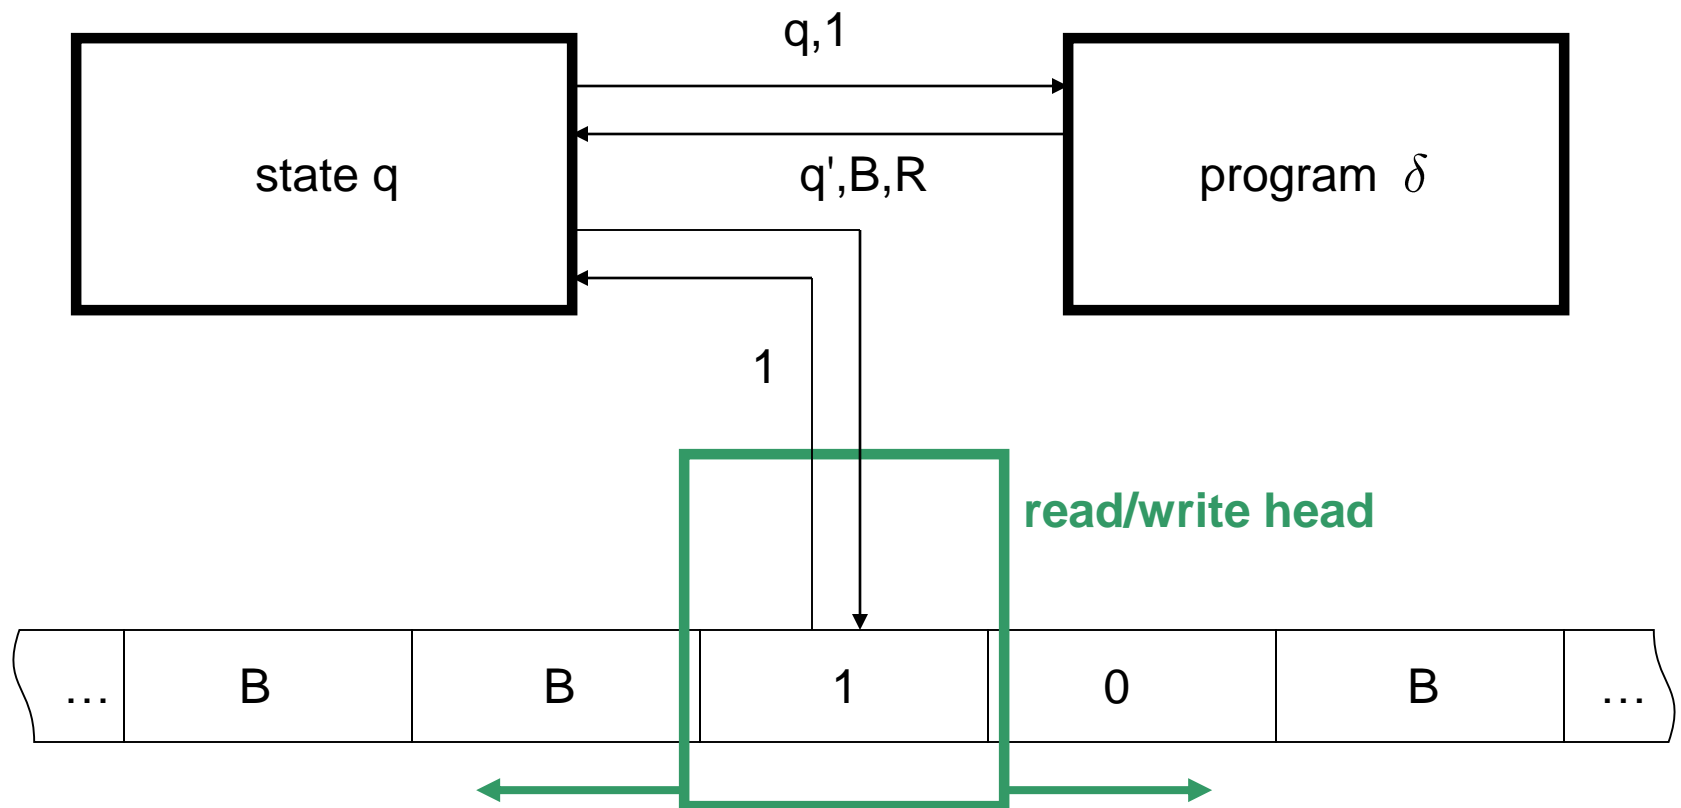 q,1
state q
q',B,R
program δ
1
read/write head
… B B 1 0 B …